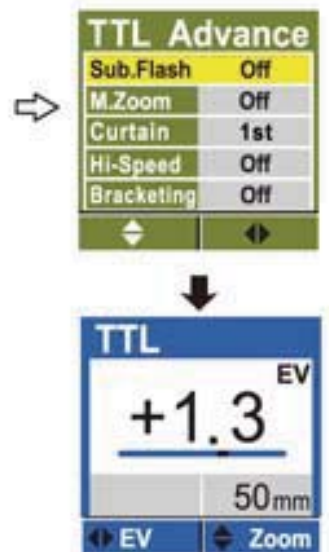 TTL Advance
Sub.Flash Off
M.Zoom Off
Curtain 1st
Hi-Speed Off
Bracketing Off
TTL
EV
+1.3
50mm
EV Zoom